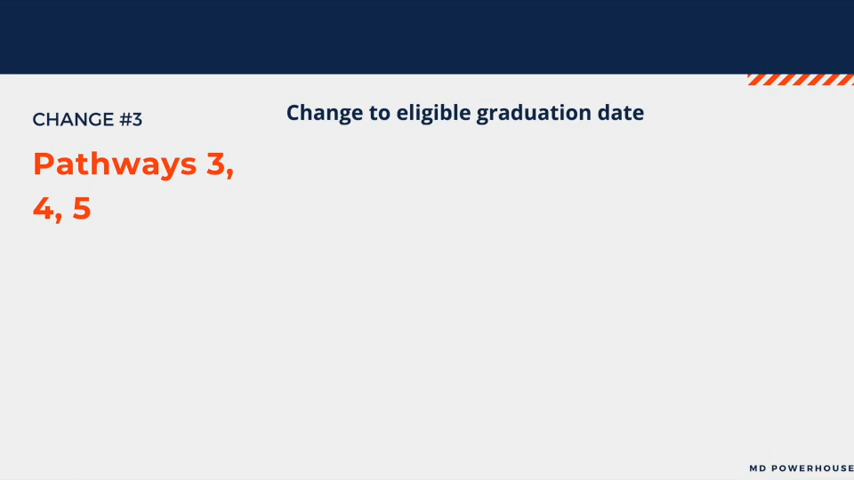 CHANGE #3
Pathways 3,
4, 5
Change to eligible graduation date
MD POWERHOUSE